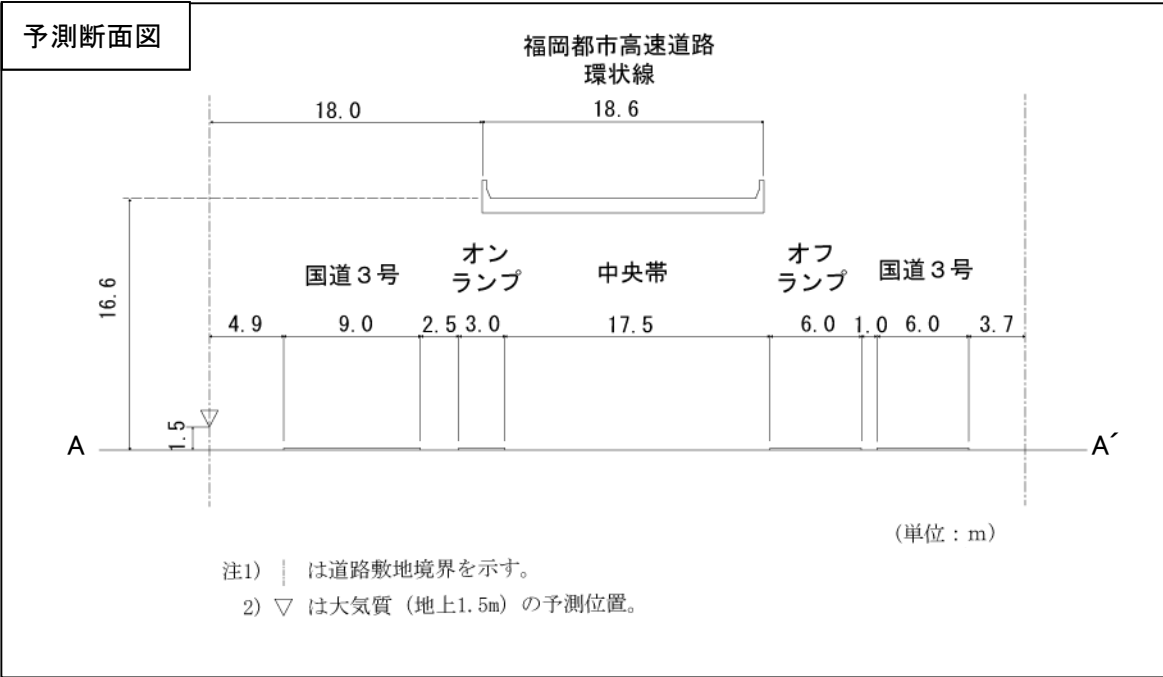 予測断面図
福岡都市高速道路
環状線
18.0
18.6
オン
ランプ
オフ
ランプ
国道３号
中央帯
国道３号
16.6
4.9
9.0
2.5
3.0
17.5
6.0
1.0
6.0
3.7
1.5
A
A´
(単位：m)
注1) ¦ は道路敷地境界を示す。
2) ▽ は大気質（地上1.5m）の予測位置。